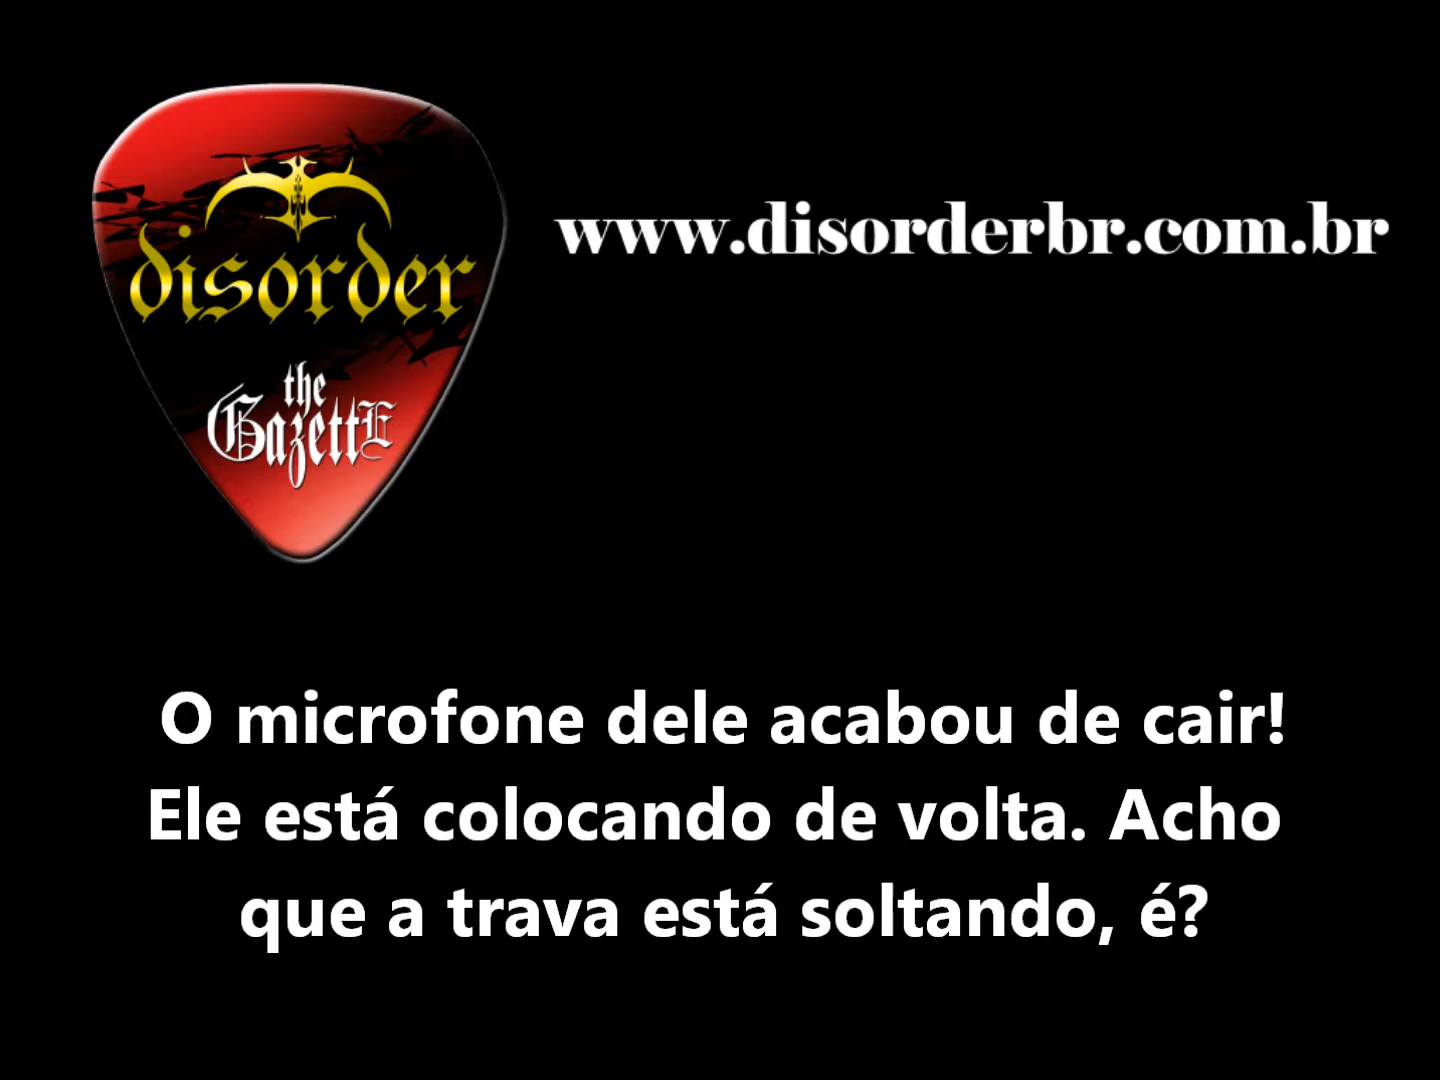 disorder
the
GazettE
www.disorderbr.com.br
O microfone dele acabou de cair!
Ele está colocando de volta. Acho
que a trava está soltando, é?